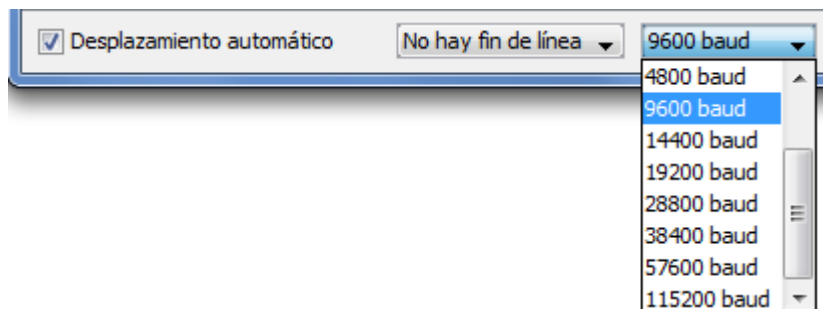 Desplazamiento automático
No hay fin de línea
9600 baud
4800 baud
9600 baud
14400 baud
19200 baud
28800 baud
38400 baud
57600 baud
115200 baud